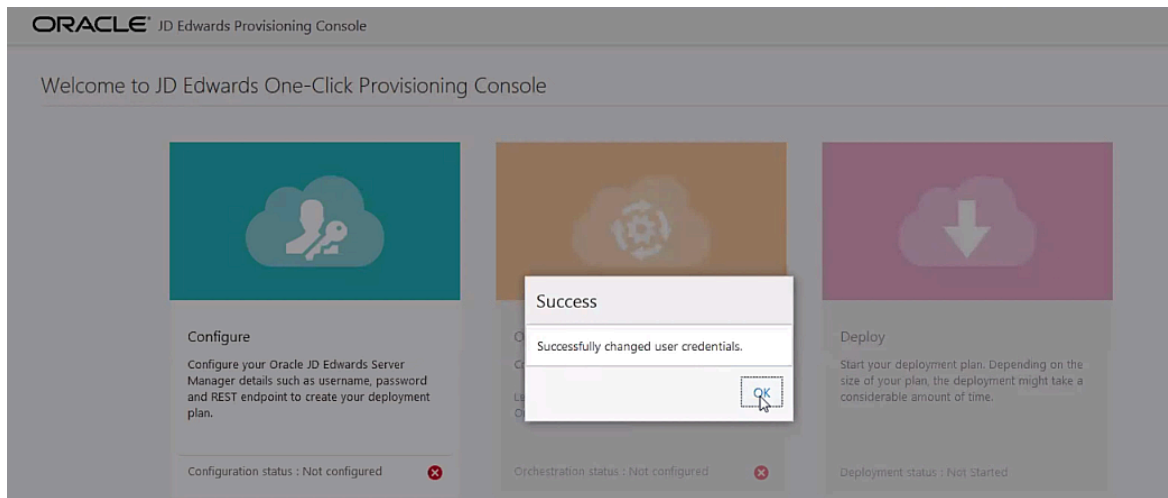 ORACLE® JD Edwards Provisioning Console
Welcome to JD Edwards One-Click Provisioning Console
Configure
Configure your Oracle JD Edwards Server
Manager details such as username, password
and REST endpoint to create your deployment
plan.
Configuration status : Not configured
Success
Successfully changed user credentials.
OK
Orchestration status : Not configured
Deploy
Start your deployment plan. Depending on the
size of your plan, the deployment might take a
considerable amount of time.
Deployment status : Not Started